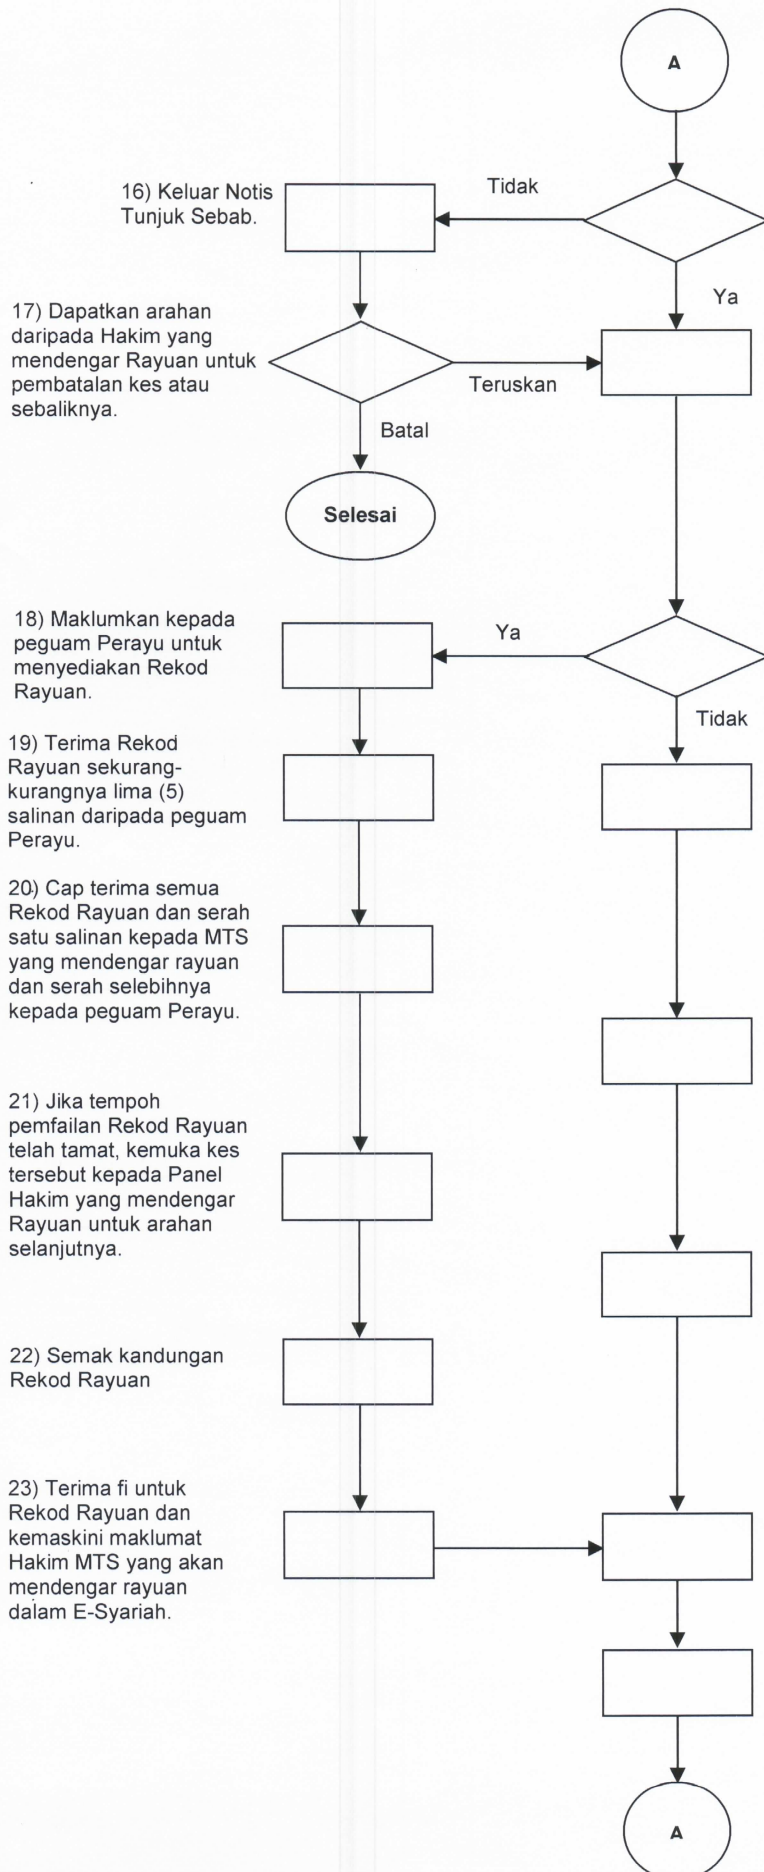 A
16) Keluar Notis
Tunjuk Sebab.
Tidak
Ya
17) Dapatkan arahan
daripada Hakim yang
mendengar Rayuan untuk
pembatalan kes atau
sebaliknya.
Teruskan
Batal
Selesai
18) Maklumkan kepada
peguam Perayu untuk
menyediakan Rekod
Rayuan.
Ya
Tidak
19) Terima Rekod
Rayuan sekurang-
kurangnya lima (5)
salinan daripada peguam
Perayu.
20) Cap terima semua
Rekod Rayuan dan serah
satu salinan kepada MTS
yang mendengar rayuan
dan serah selebihnya
kepada peguam Perayu.
21) Jika tempoh
pemfailan Rekod Rayuan
telah tamat, kemuka kes
tersebut kepada Panel
Hakim yang mendengar
Rayuan untuk arahan
selanjutnya.
22) Semak kandungan
Rekod Rayuan
23) Terima fi untuk
Rekod Rayuan dan
kemaskini maklumat
Hakim MTS yang akan
mendengar rayuan
dalam E-Syariah.
A